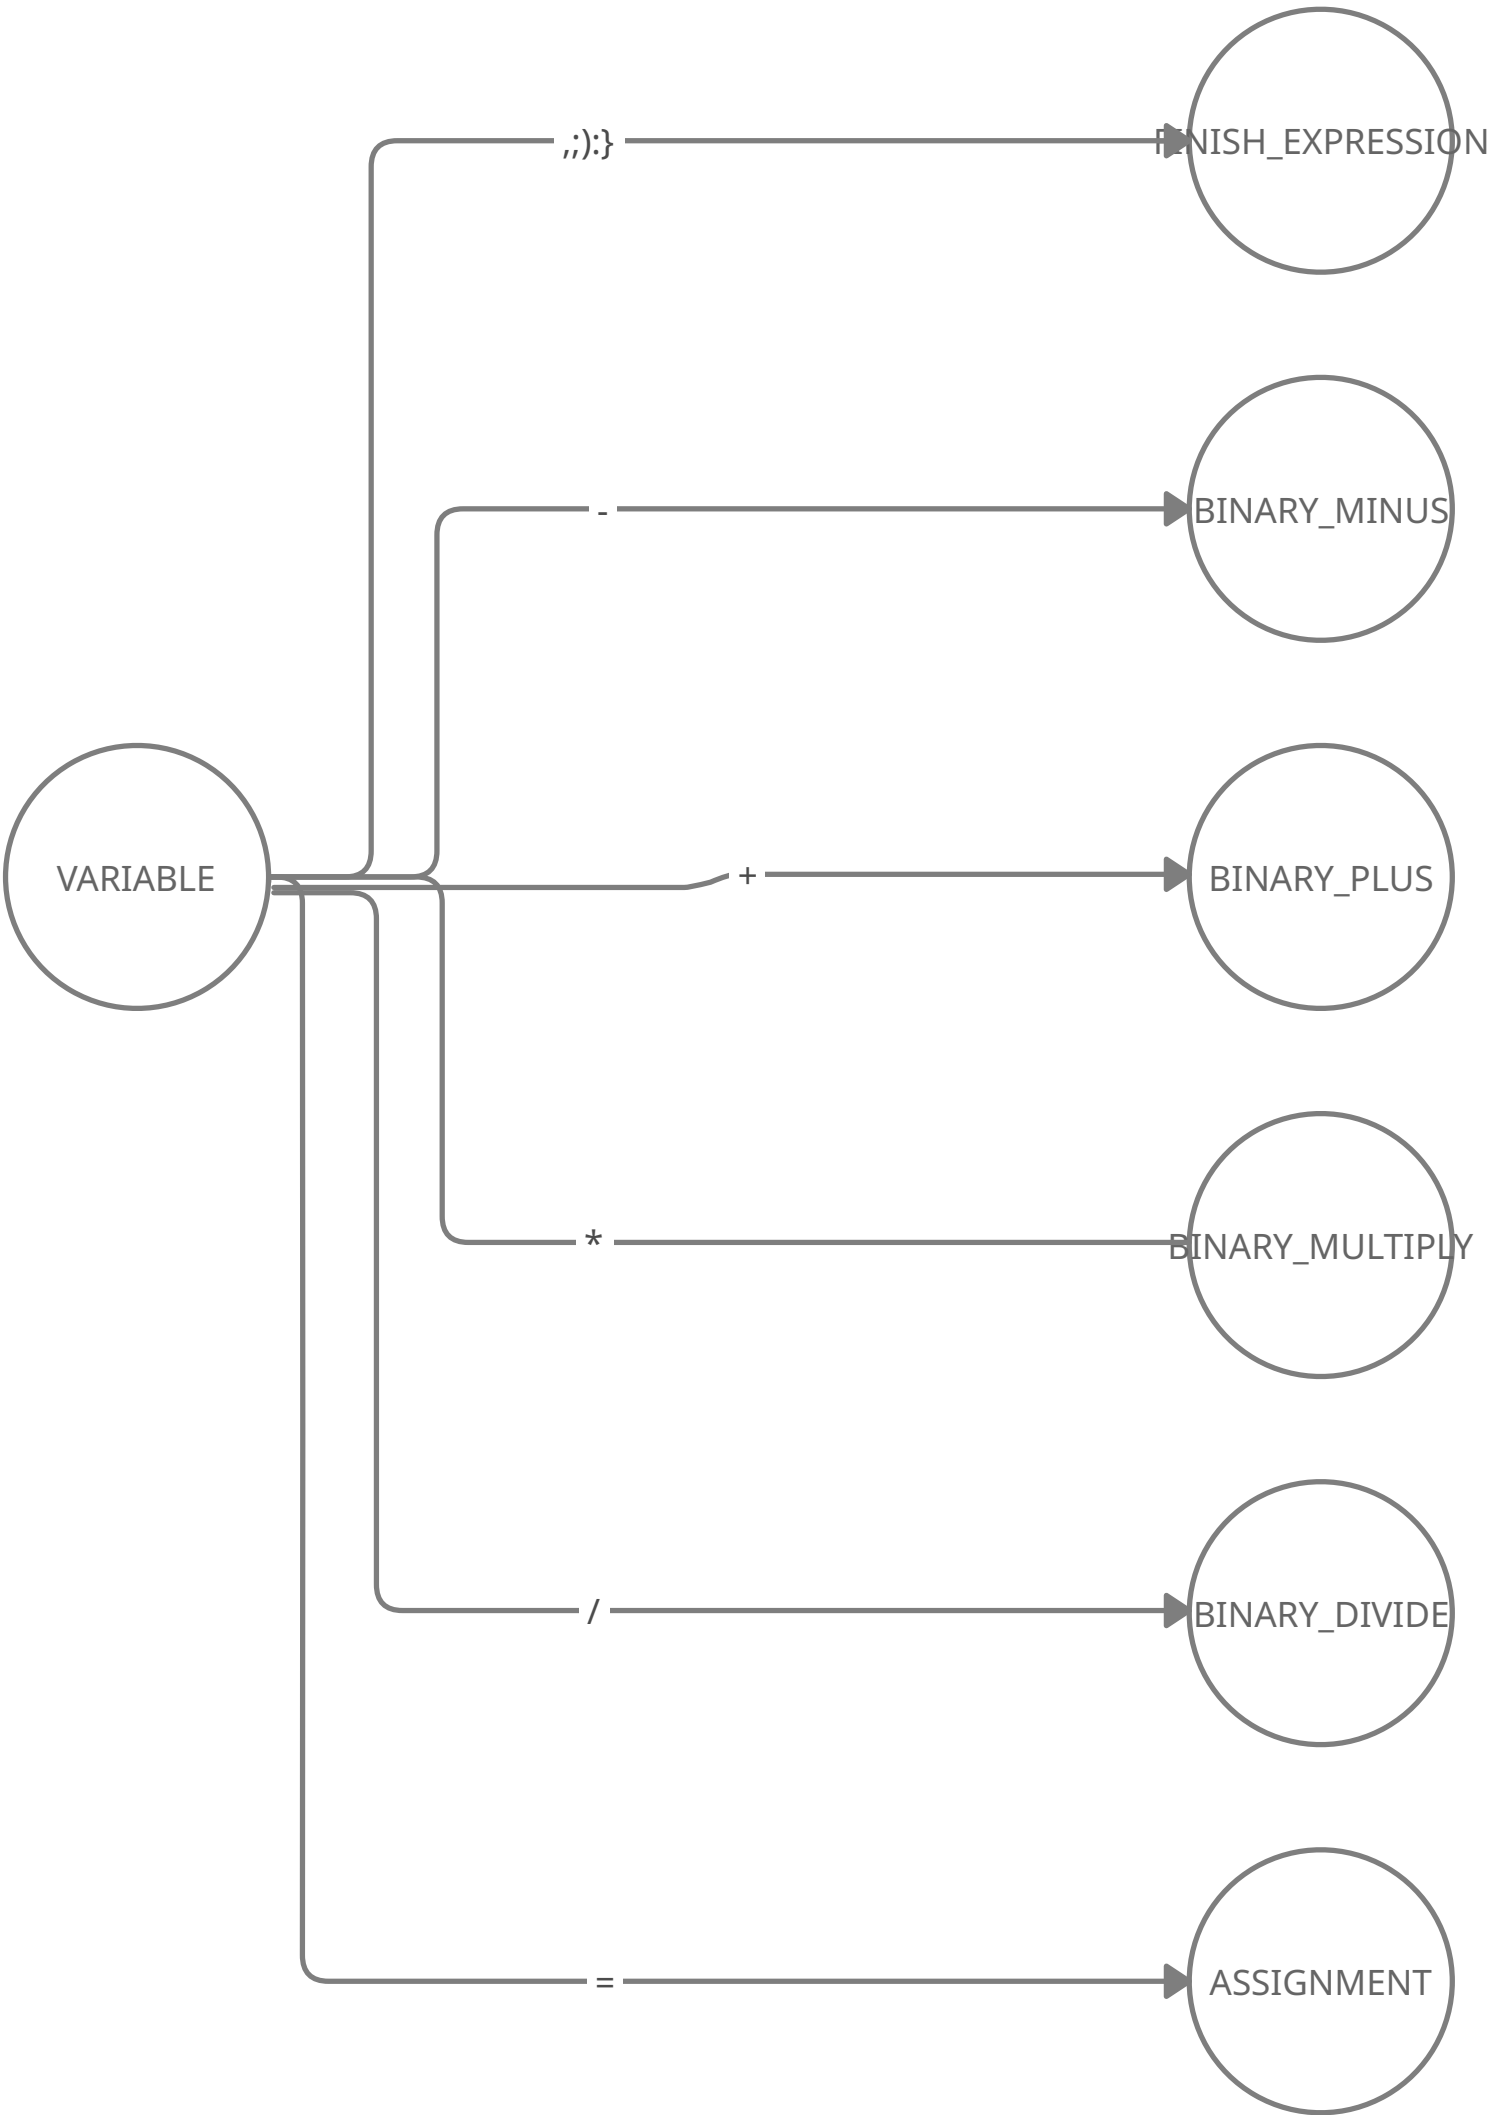 ,;):}
FINISH_EXPRESSION
-
BINARY_MINUS
VARIABLE
+
BINARY_PLUS
*
BINARY_MULTIPLY
/
BINARY_DIVIDE
=
ASSIGNMENT